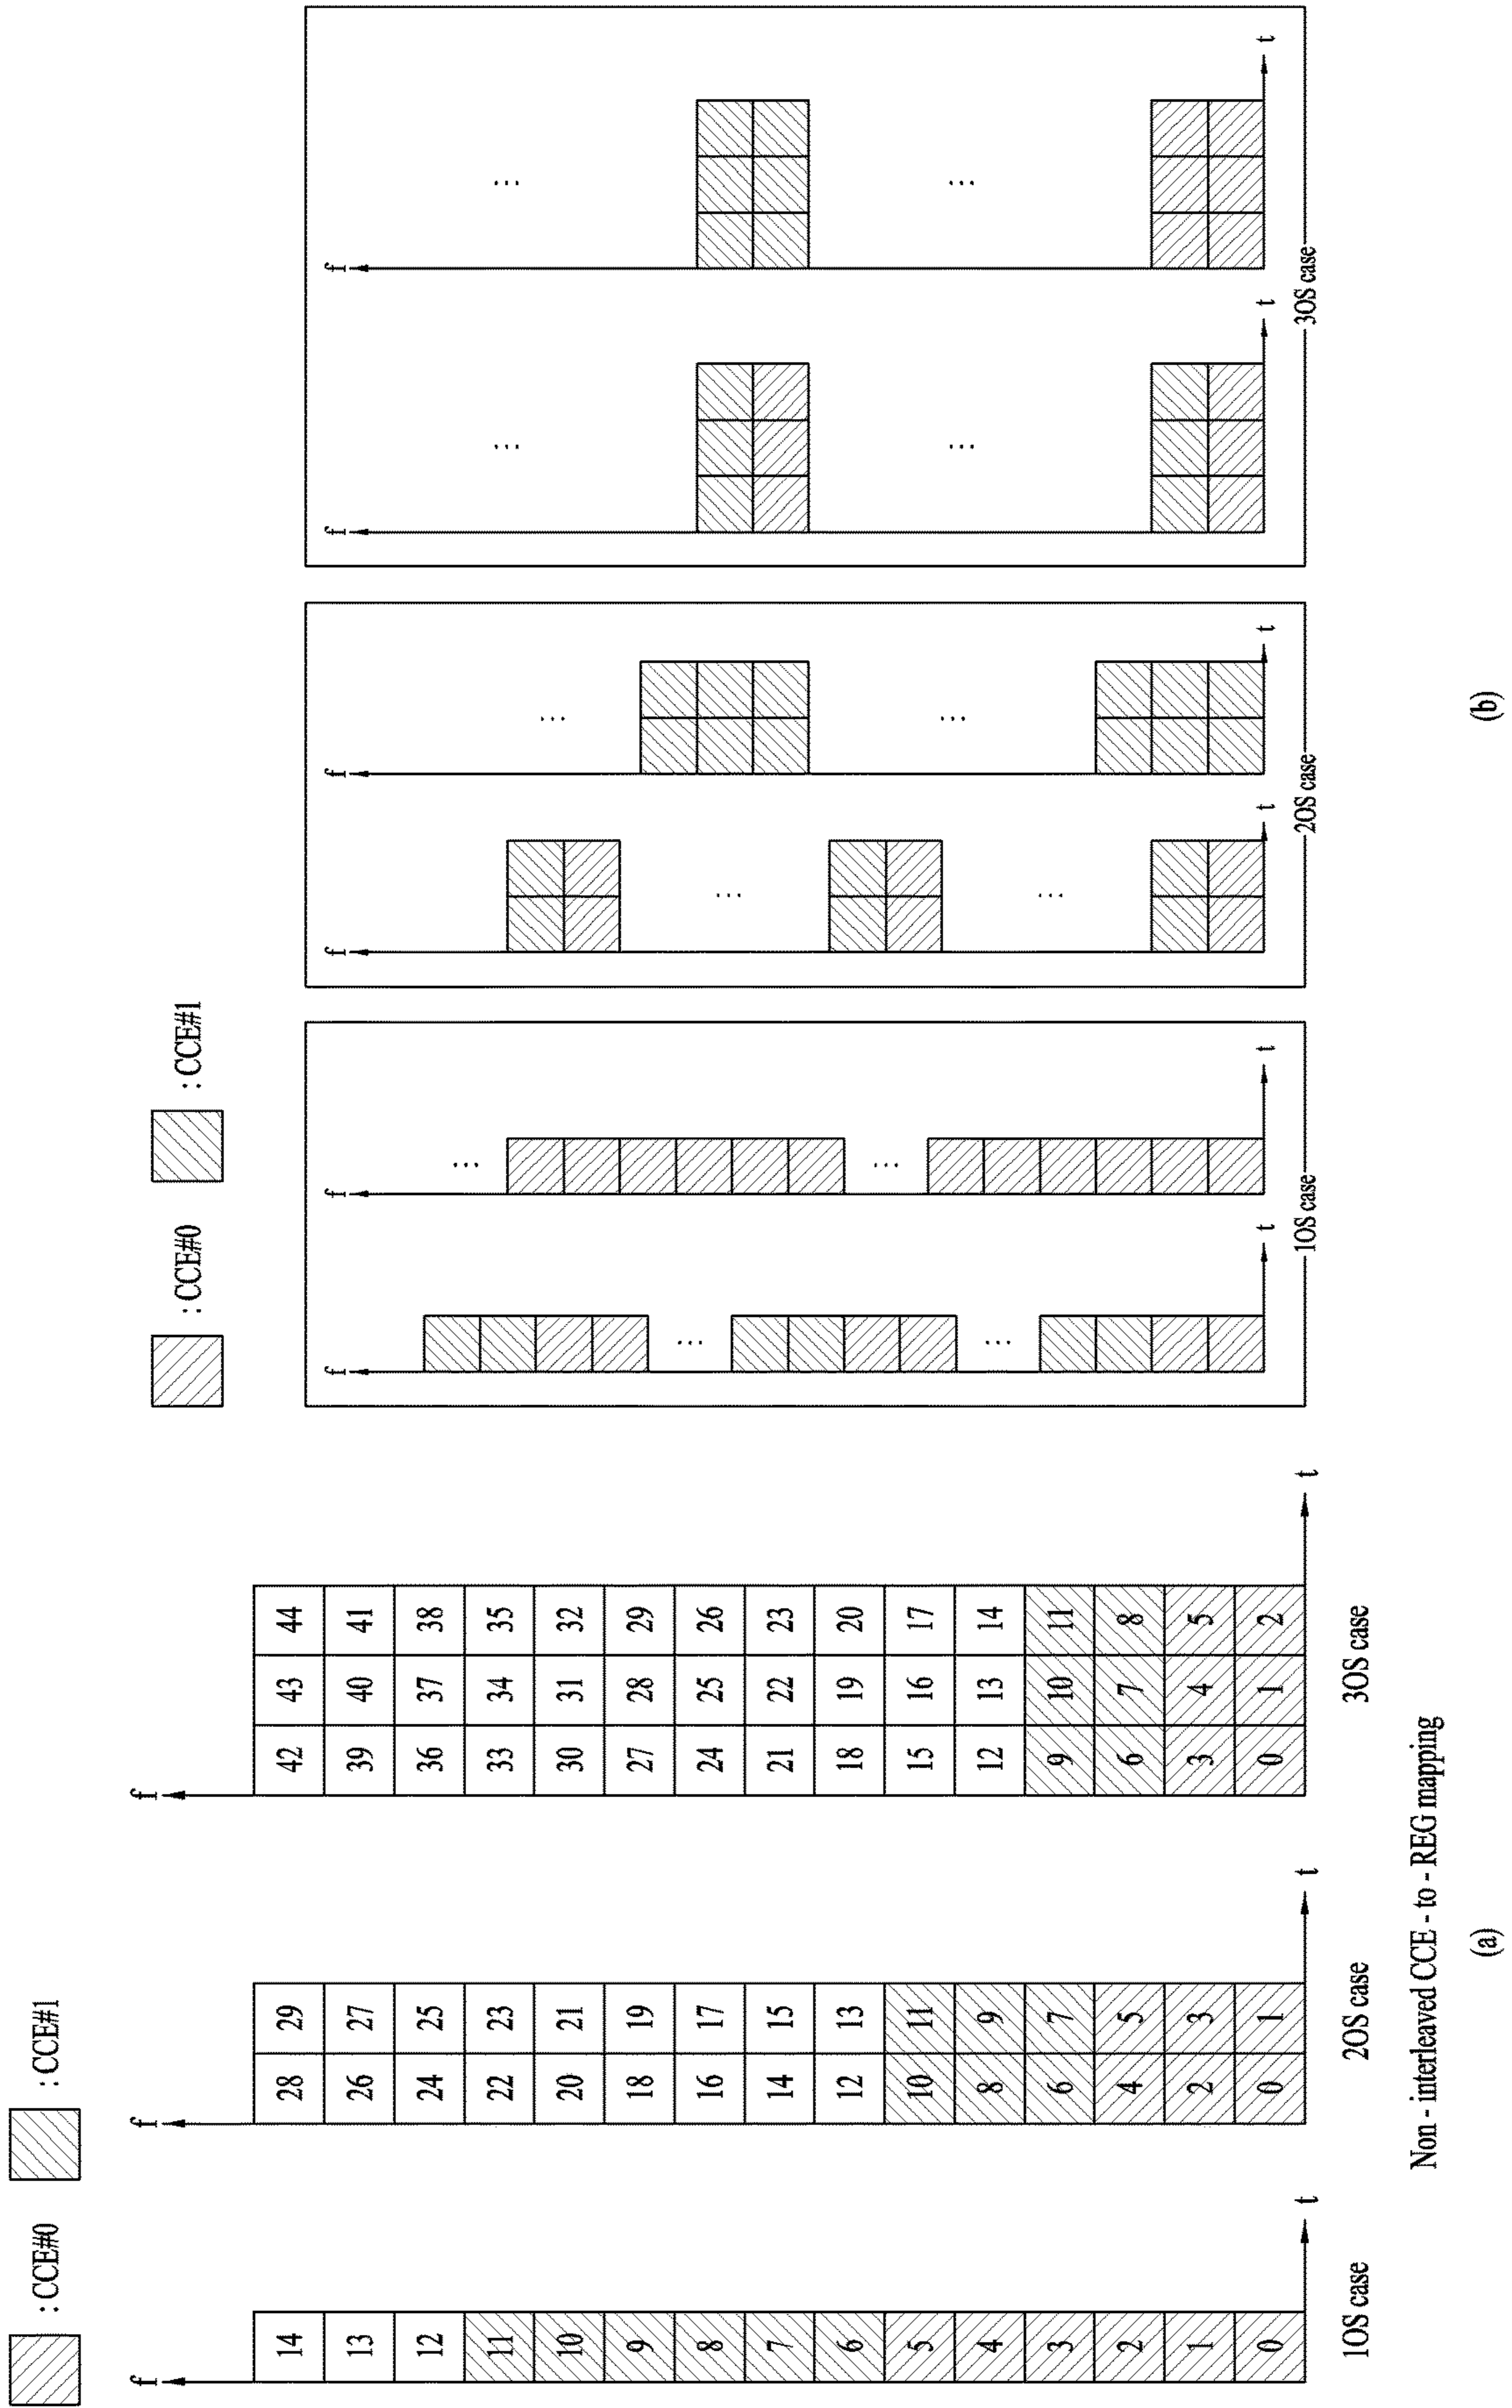 : CCE#0 : CCE#1
f
14
13
12
11
10
9
8
7
6
5
4
3
2
1
0
t
1OS case
f
28 29
26 27
24 25
22 23
20 21
18 19
16 17
14 15
12 13
10 11
8 9
6 7
4 5
2 3
0 1
t
2OS case
f
42 43 44
39 40 41
36 37 38
33 34 35
30 31 32
27 28 29
24 25 26
21 22 23
18 19 20
15 16 17
12 13 14
9 10 11
6 7 8
3 4 5
0 1 2
t
3OS case
Non - interleaved CCE - to - REG mapping
(a)
: CCE#0 : CCE#1
f
...
...
t
f
...
...
t
1OS case
f
...
...
t
f
...
...
t
2OS case
f
...
...
t
f
...
...
t
3OS case
(b)